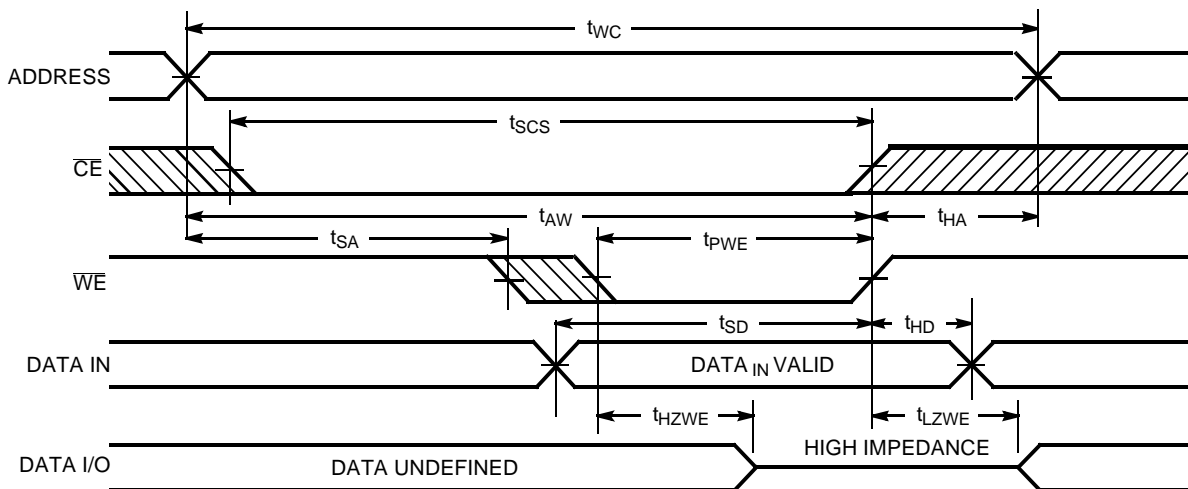 tWC
ADDRESS
tSCS
CE
tAW
tHA
tSA
tPWE
WE
tSD
tHD
DATA IN
DATA IN VALID
tHZWE
tLZWE
HIGH IMPEDANCE
DATA I/O
DATA UNDEFINED